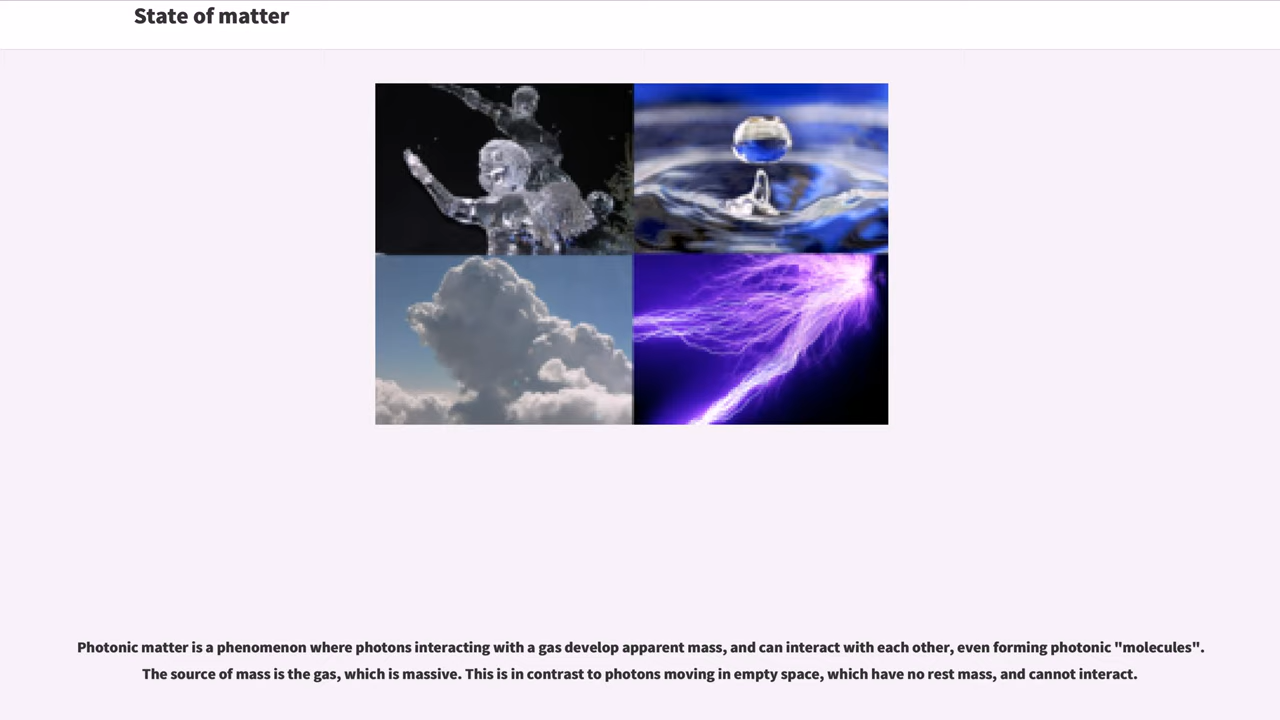 State of matter
Photonic matter is a phenomenon where photons interacting with a gas develop apparent mass, and can interact with each other, even forming photonic "molecules".
The source of mass is the gas, which is massive. This is in contrast to photons moving in empty space, which have no rest mass, and cannot interact.